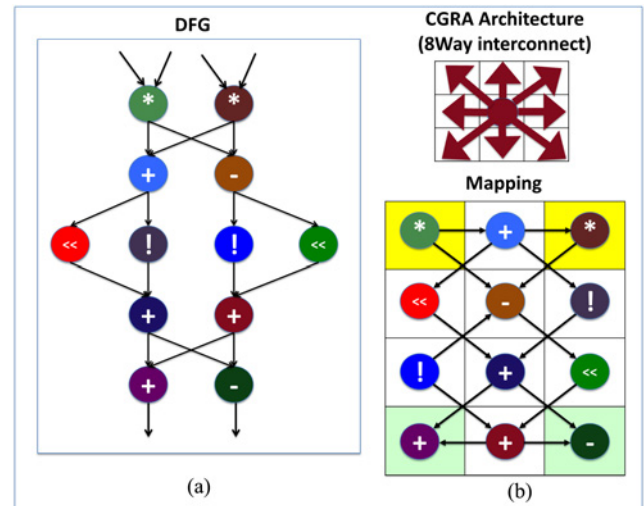 DFG
* *
+ -
<< ! ! <<
+ +
+ -
(a)
CGRA Architecture
(8Way interconnect)
Mapping
* + *
<< - !
! + <<
+ + -
(b)